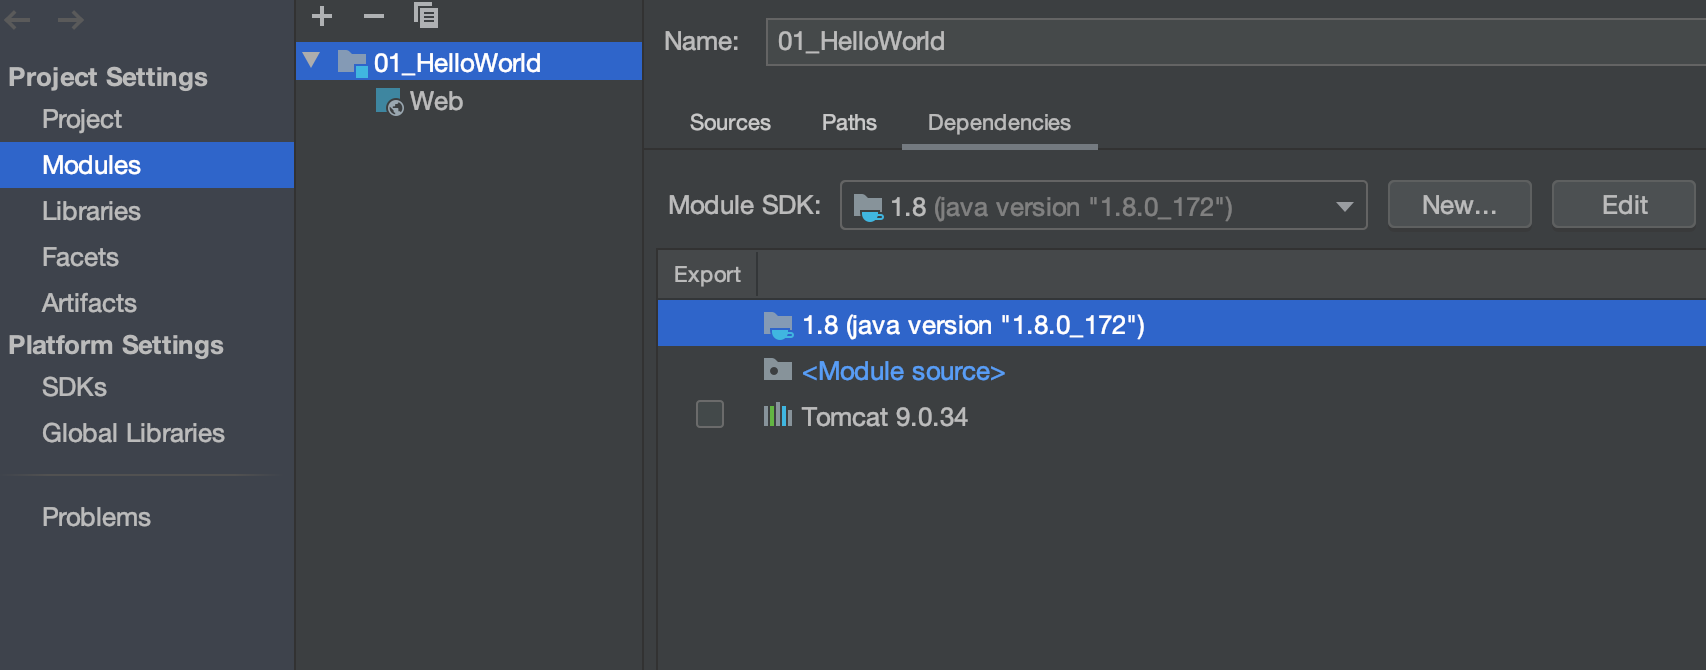 Project Settings
Project
Modules
Libraries
Facets
Artifacts
Platform Settings
SDKs
Global Libraries
Problems
01_HelloWorld
Web
Name: 01_HelloWorld
Sources Paths Dependencies
Module SDK: 1.8 (java version "1.8.0_172") New... Edit
Export
1.8 (java version "1.8.0_172")
<Module source>
Tomcat 9.0.34